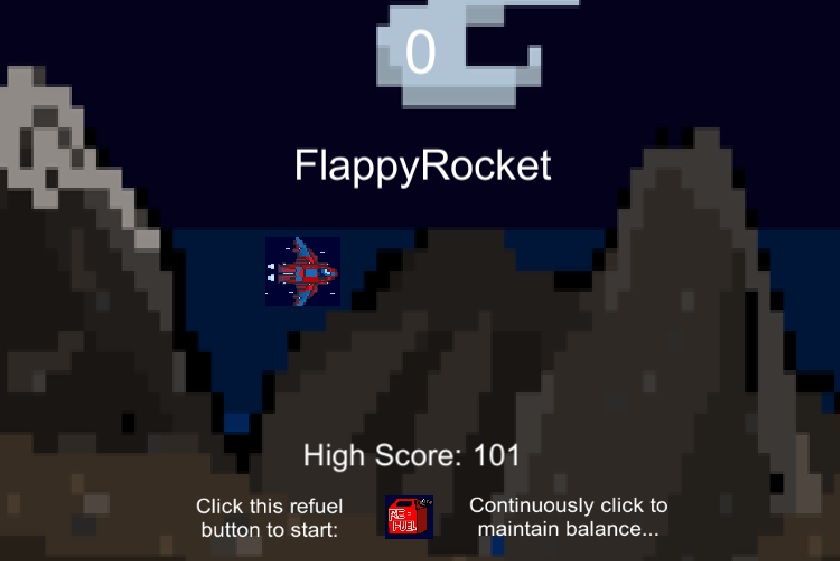 0
FlappyRocket
High Score: 101
Click this refuel
button to start:
RE-
FUEL
Continuously click to
maintain balance...